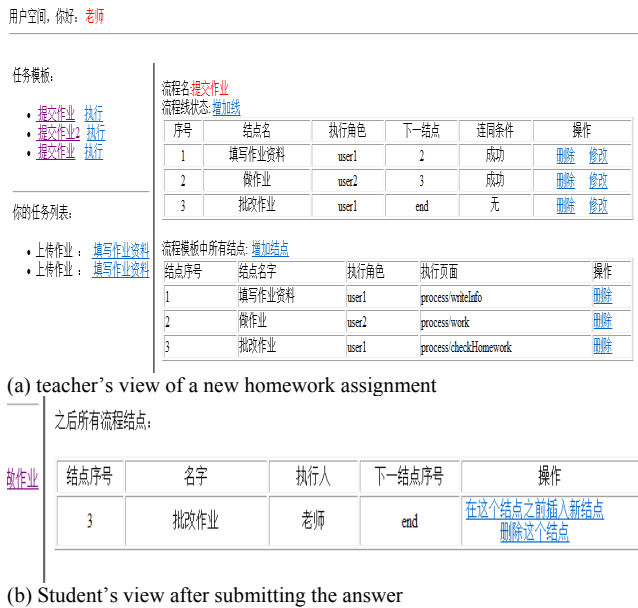 用户空间，你好：老师
任务模板：
• 提交作业 执行
• 提交作业2 执行
• 提交作业 执行
你的任务列表：
• 上传作业 ： 填写作业资料
• 上传作业 ： 填写作业资料
流程名:提交作业
流程线状态: 增加线
序号 结点名 执行角色 下一结点 连同条件 操作
1 填写作业资料 user1 2 成功 删除 修改
2 做作业 user2 3 成功 删除 修改
3 批改作业 user1 end 无 删除 修改
流程模板中所有结点: 增加结点
结点序号 结点名字 执行角色 执行页面 操作
1 填写作业资料 user1 process/writeInfo 删除
2 做作业 user2 process/work 删除
3 批改作业 user1 process/checkHomework 删除
(a) teacher’s view of a new homework assignment
作业
之后所有流程结点：
结点序号 名字 执行人 下一结点序号 操作
3 批改作业 老师 end 在这个结点之前插入新结点
删除这个结点
(b) Student’s view after submitting the answer